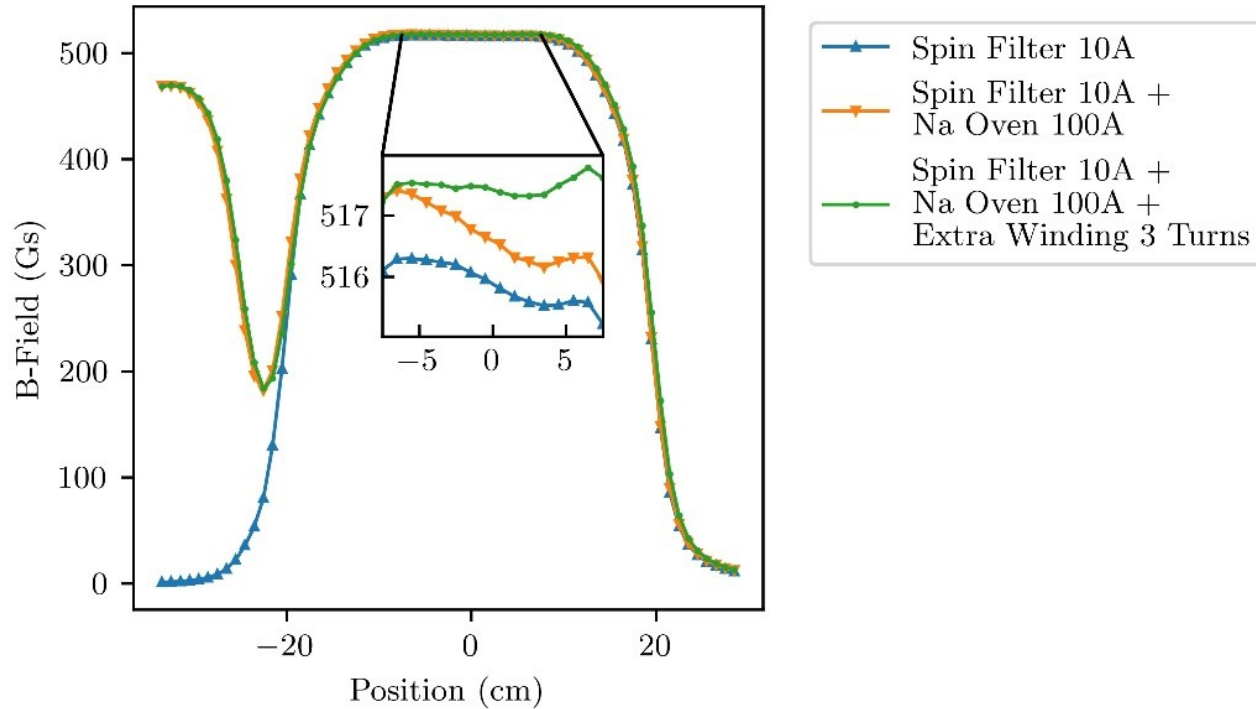 500
400
300
200
100
0
B-Field (Gs)
−20
0
20
Position (cm)
517
516
−5
0
5
Spin Filter 10A
Spin Filter 10A +
Na Oven 100A
Spin Filter 10A +
Na Oven 100A +
Extra Winding 3 Turns